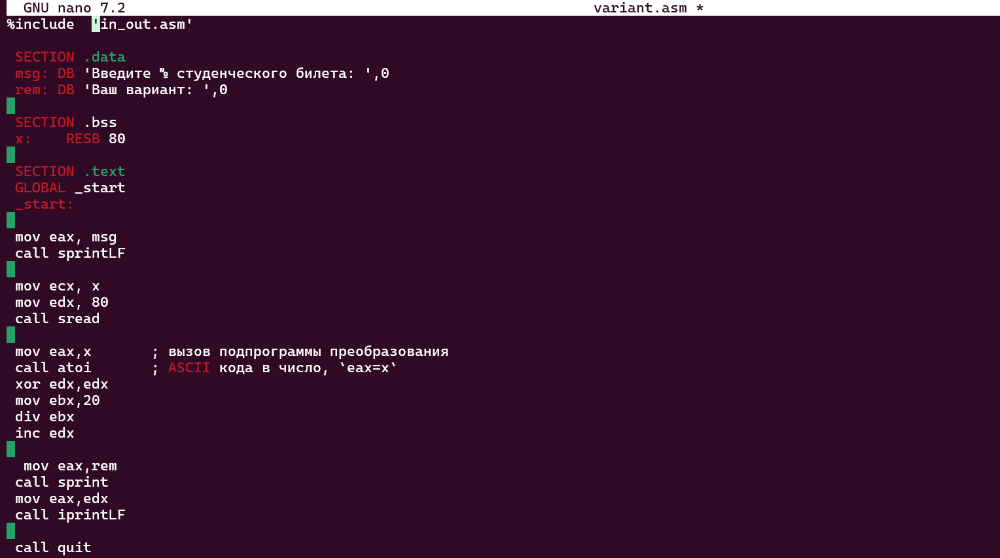 GNU nano 7.2 variant.asm *
%include  'in_out.asm'
SECTION .data
msg: DB 'Введите № студенческого билета: ',0
rem: DB 'Ваш вариант: ',0
SECTION .bss
x:    RESB 80
SECTION .text
GLOBAL _start
_start:
mov eax, msg
call sprintLF
mov ecx, x
mov edx, 80
call sread
mov eax,x       ; вызов подпрограммы преобразования
call atoi       ; ASCII кода в число, `eax=x`
xor edx,edx
mov ebx,20
div ebx
inc edx
mov eax,rem
call sprint
mov eax,edx
call iprintLF
call quit